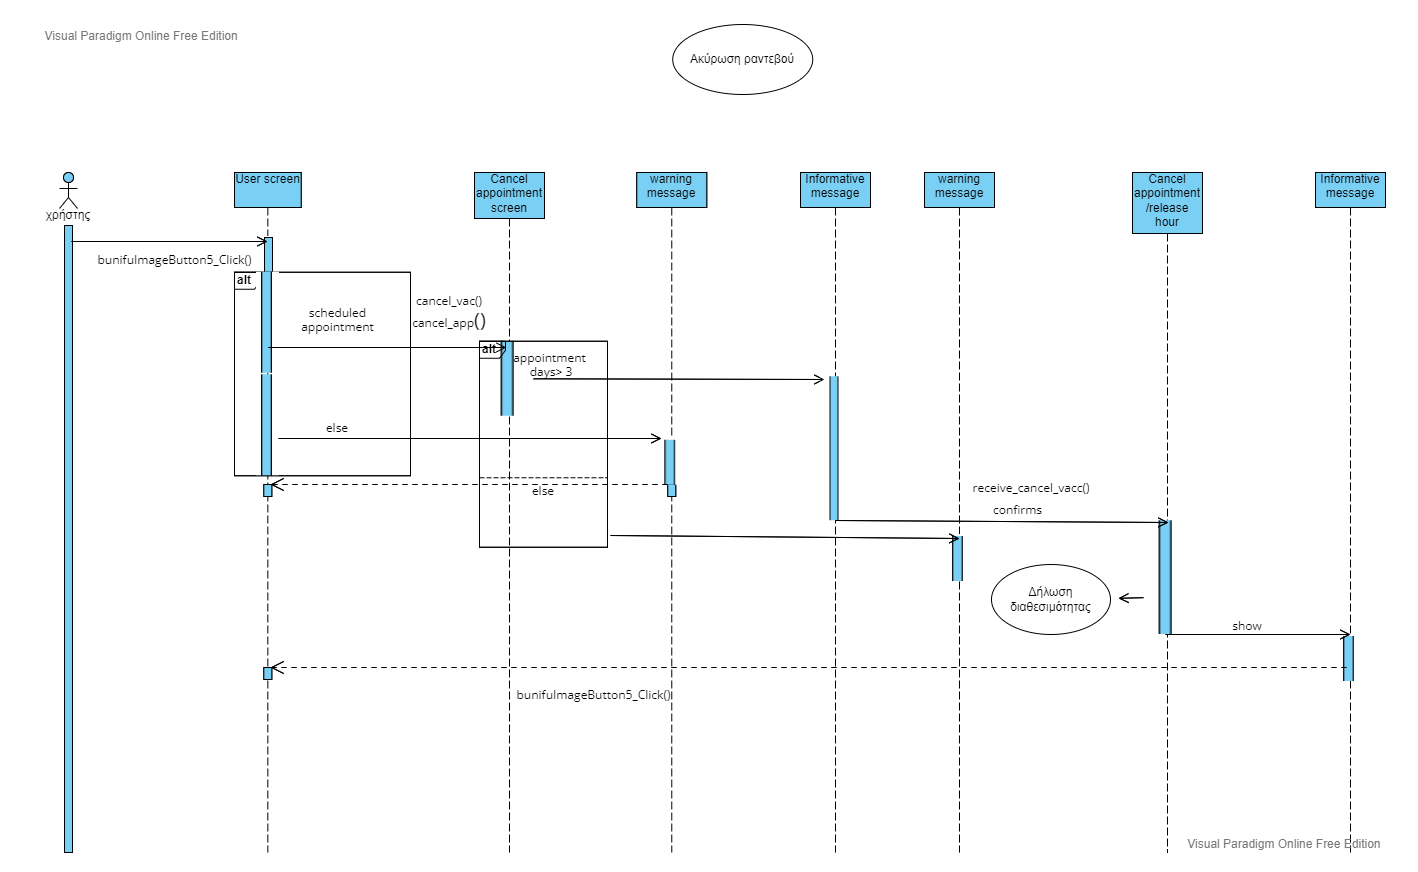 Visual Paradigm Online Free Edition
Ακύρωση ραντεβού
χρήστης
User screen
Cancel
appointment
screen
warning
message
Informative
message
warning
message
Cancel
appointment
/release
hour
Informative
message
bunifuImageButton5_Click()
alt
scheduled
appointment
cancel_vac()
cancel_app()
alt
appointment
days> 3
else
else
receive_cancel_vacc()
confirms
Δήλωση
διαθεσιμότητας
show
bunifuImageButton5_Click()
Visual Paradigm Online Free Edition